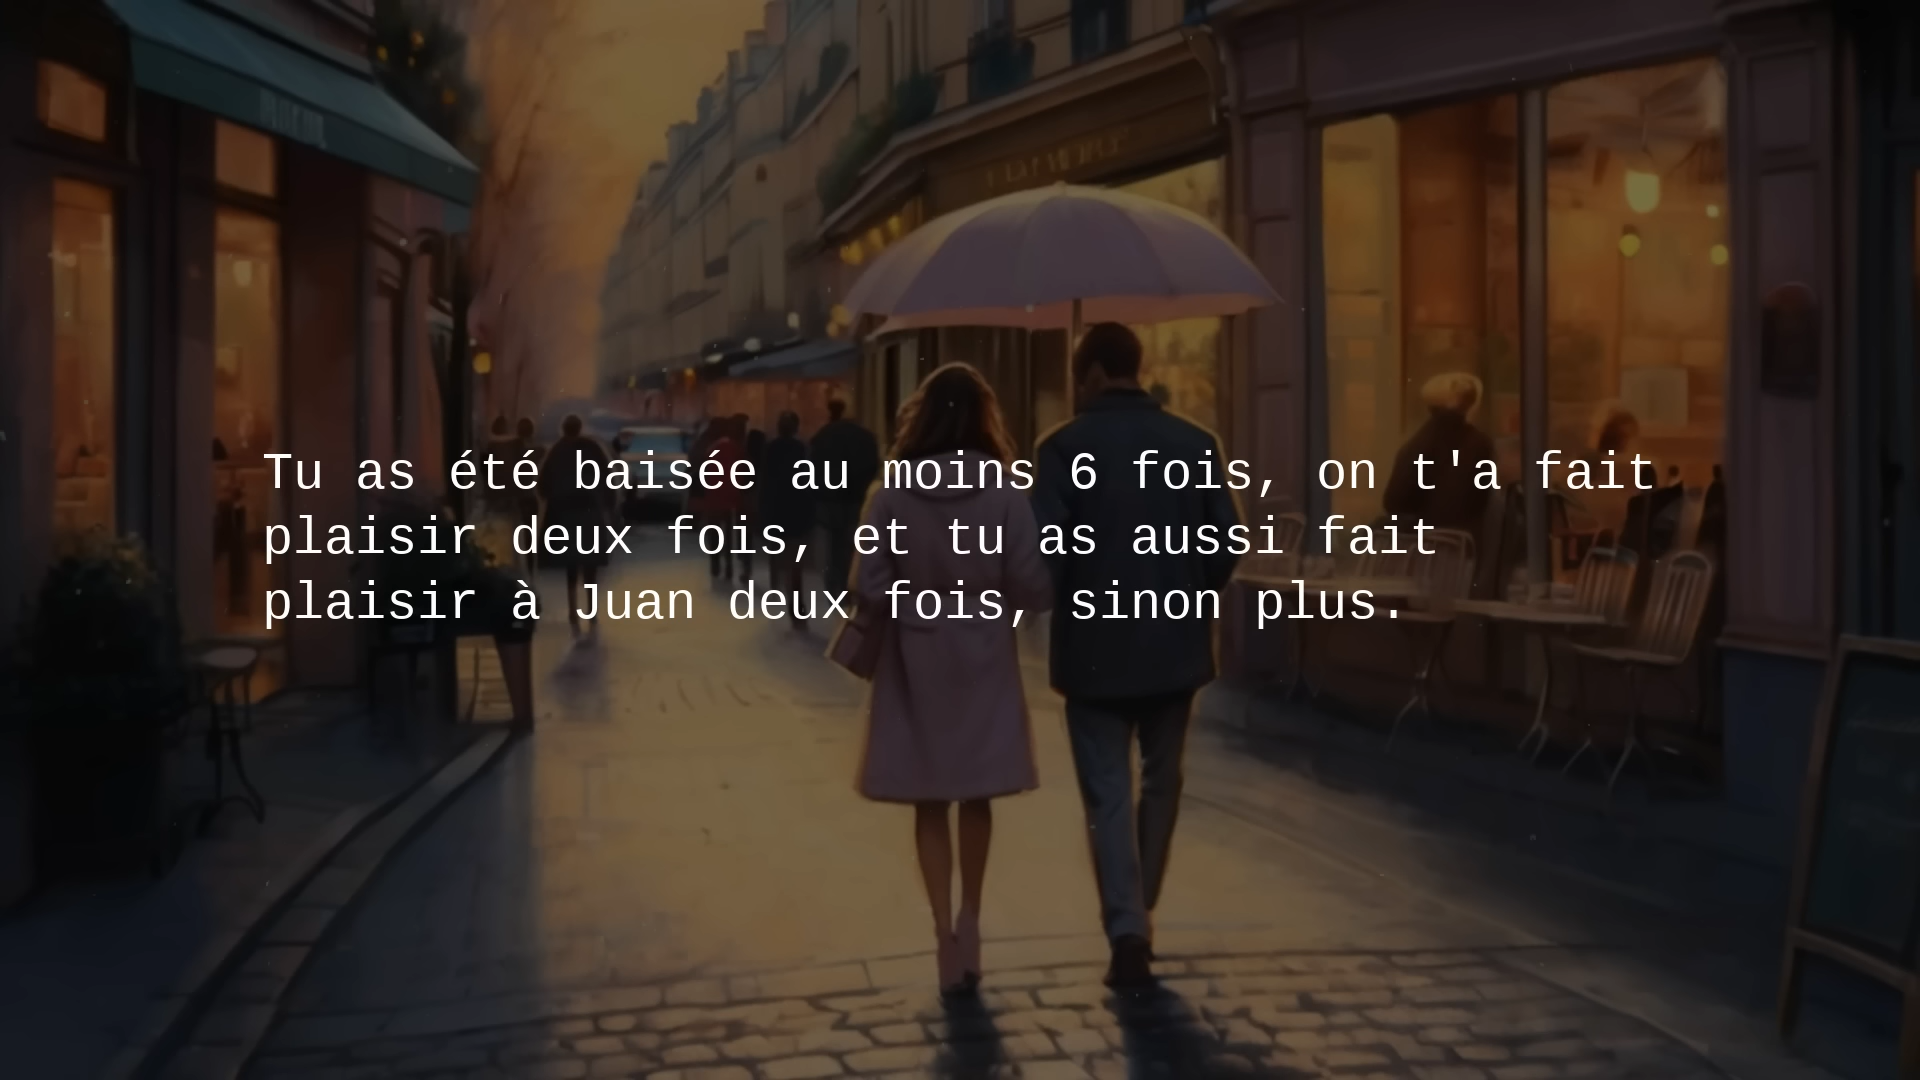 Tu as été baisée au moins 6 fois, on t'a fait
plaisir deux fois, et tu as aussi fait
plaisir à Juan deux fois, sinon plus.